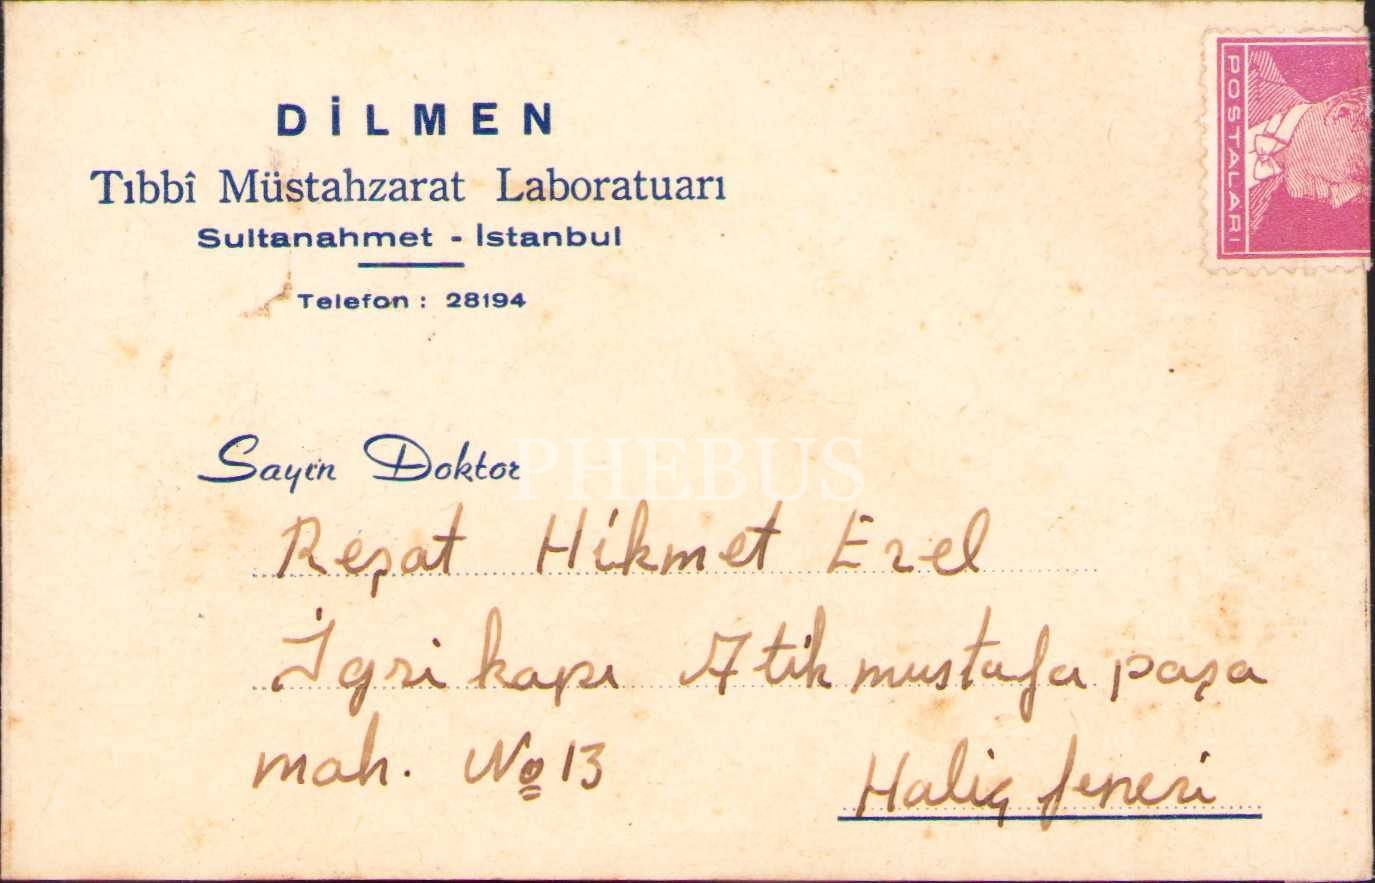 DİLMEN
Tıbbî Müstahzarat Laboratuarı
Sultanahmet - İstanbul
Telefon : 28194
POSTALARI
Sayın Doktor
PHEBUS
Reşat Hikmet Erel
İgri kapı Atik mustafa paşa
mah. No 13
Haliç feneri